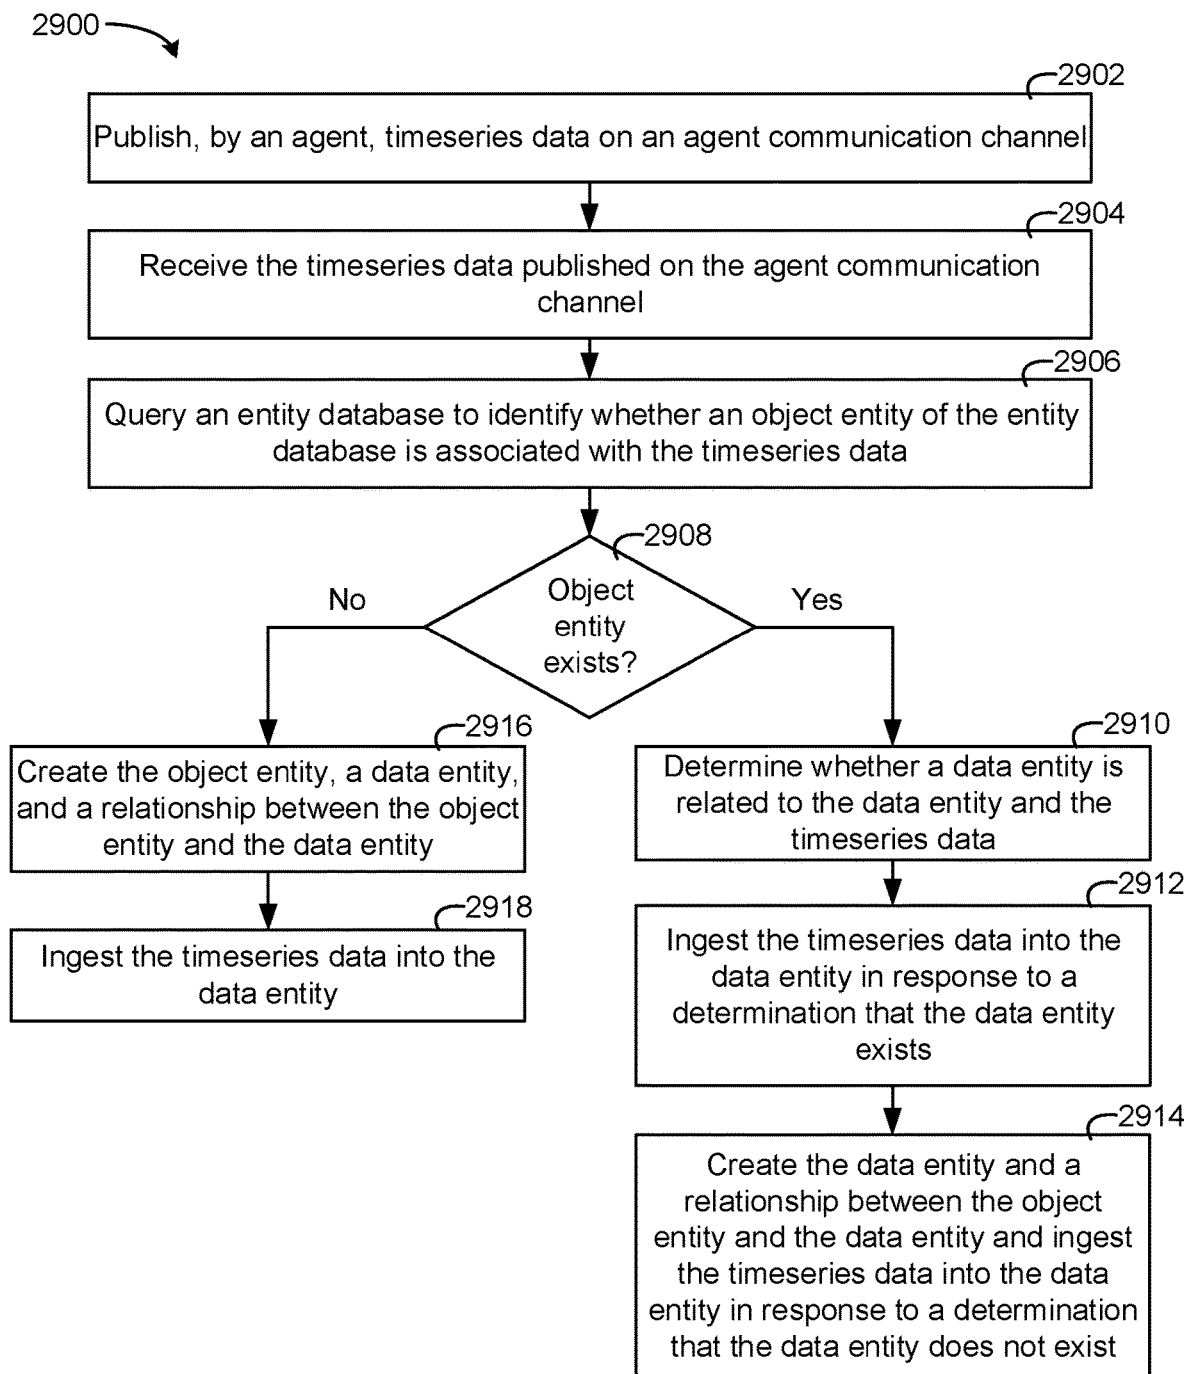 2900
2902
Publish, by an agent, timeseries data on an agent communication channel
2904
Receive the timeseries data published on the agent communication
channel
2906
Query an entity database to identify whether an object entity of the entity
database is associated with the timeseries data
2908
Object
entity
exists?
No
Yes
2916
Create the object entity, a data entity,
and a relationship between the object
entity and the data entity
2918
Ingest the timeseries data into the
data entity
2910
Determine whether a data entity is
related to the data entity and the
timeseries data
2912
Ingest the timeseries data into the
data entity in response to a
determination that the data entity
exists
2914
Create the data entity and a
relationship between the object
entity and the data entity and ingest
the timeseries data into the data
entity in response to a determination
that the data entity does not exist